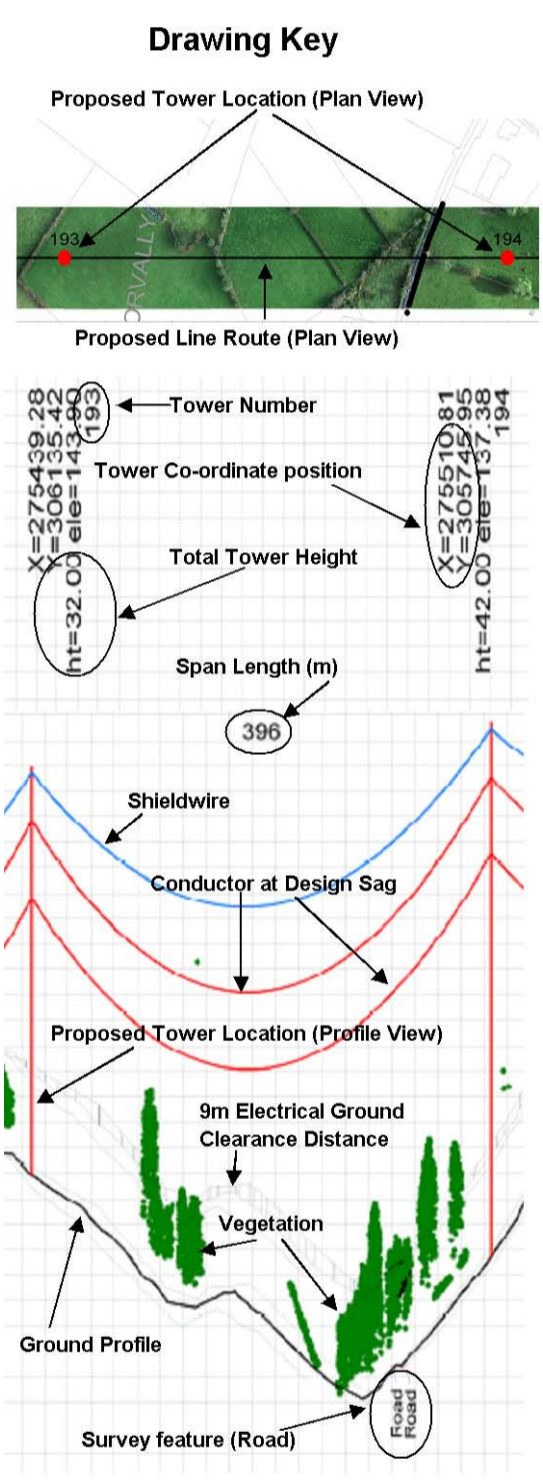 Drawing Key
Proposed Tower Location (Plan View)
193
194
ORVALLY
Proposed Line Route (Plan View)
X=275439.28
Y=306135.42
ht=32.00 ele=143.90
193
Tower Number
Tower Co-ordinate position
Total Tower Height
X=275510.81
Y=305745.95
ht=42.00 ele=137.38
194
Span Length (m)
396
Shieldwire
Conductor at Design Sag
Proposed Tower Location (Profile View)
9m Electrical Ground
Clearance Distance
Vegetation
Ground Profile
Road
Road
Survey feature (Road)